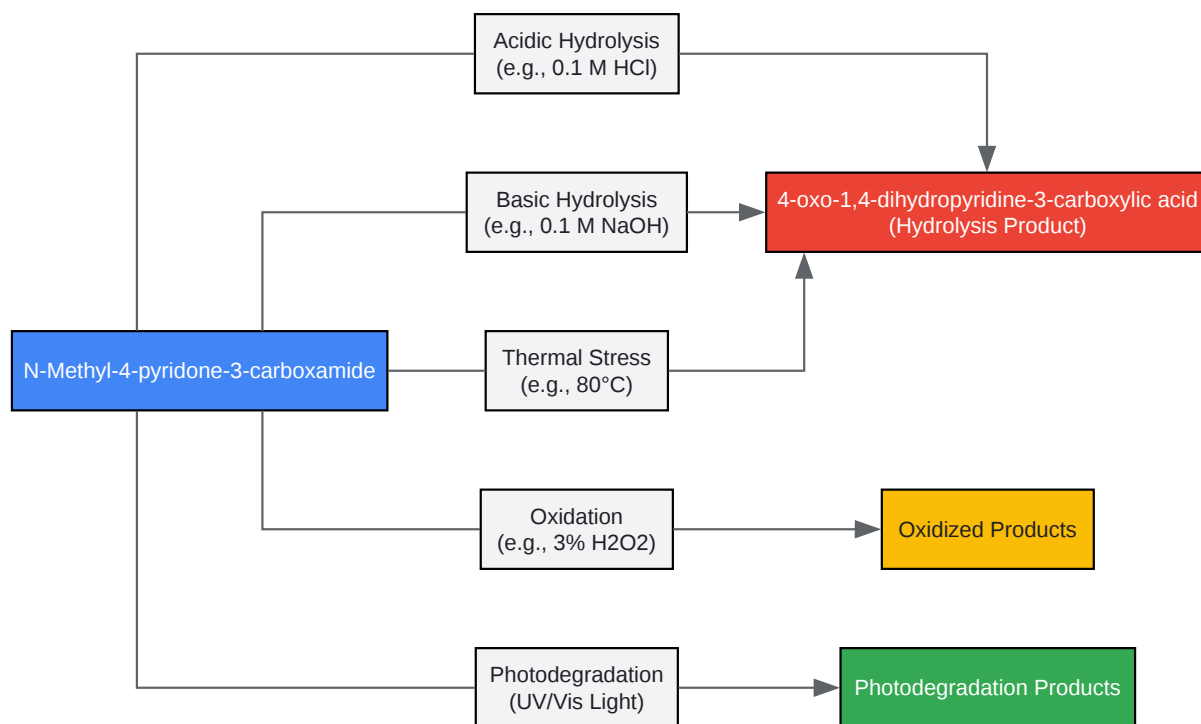 Acidic Hydrolysis
(e.g., 0.1 M HCl)
Basic Hydrolysis
(e.g., 0.1 M NaOH)
4-oxo-1,4-dihydropyridine-3-carboxylic acid
(Hydrolysis Product)
N-Methyl-4-pyridone-3-carboxamide
Thermal Stress
(e.g., 80°C)
Oxidation
(e.g., 3% H2O2)
Oxidized Products
Photodegradation
(UV/Vis Light)
Photodegradation Products